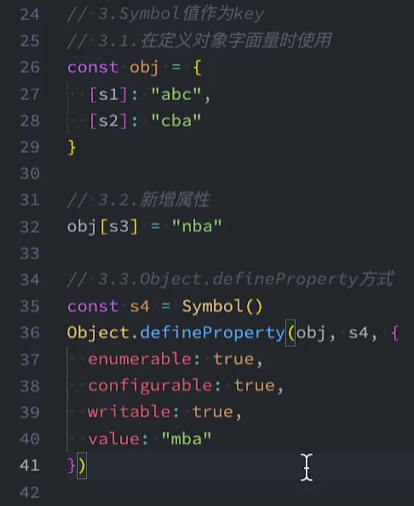 24 // 3.Symbol值作为key
25 // 3.1.在定义对象字面量时使用
26 const obj = {
27 [s1]: "abc",
28 [s2]: "cba"
29 }
30
31 // 3.2.新增属性
32 obj[s3] = "nba"
33
34 // 3.3.Object.defineProperty方式
35 const s4 = Symbol()
36 Object.defineProperty(obj, s4, {
37 enumerable: true,
38 configurable: true,
39 writable: true,
40 value: "mba"
41 })
42